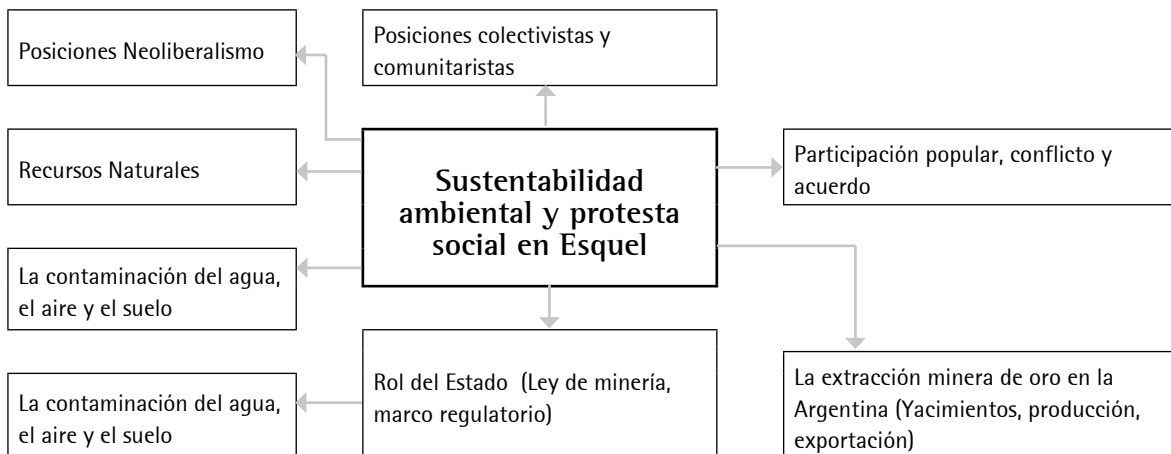 Posiciones Neoliberalismo
Posiciones colectivistas y
comunitaristas
Recursos Naturales
Sustentabilidad
ambiental y protesta
social en Esquel
Participación popular, conflicto y
acuerdo
La contaminación del agua,
el aire y el suelo
La contaminación del agua,
el aire y el suelo
Rol del Estado (Ley de minería,
marco regulatorio)
La extracción minera de oro en la
Argentina (Yacimientos, producción,
exportación)